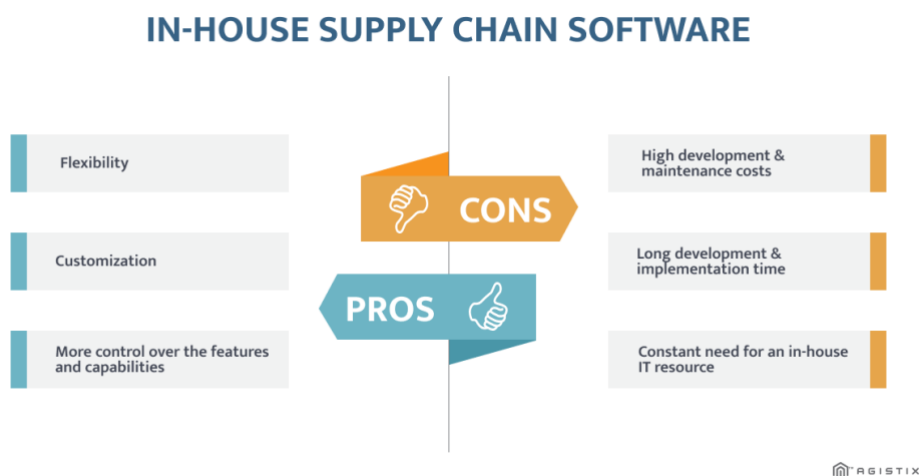 IN-HOUSE SUPPLY CHAIN SOFTWARE
Flexibility
Customization
More control over the features
and capabilities
CONS
PROS
High development &
maintenance costs
Long development &
implementation time
Constant need for an in-house
IT resource
AGISTIX